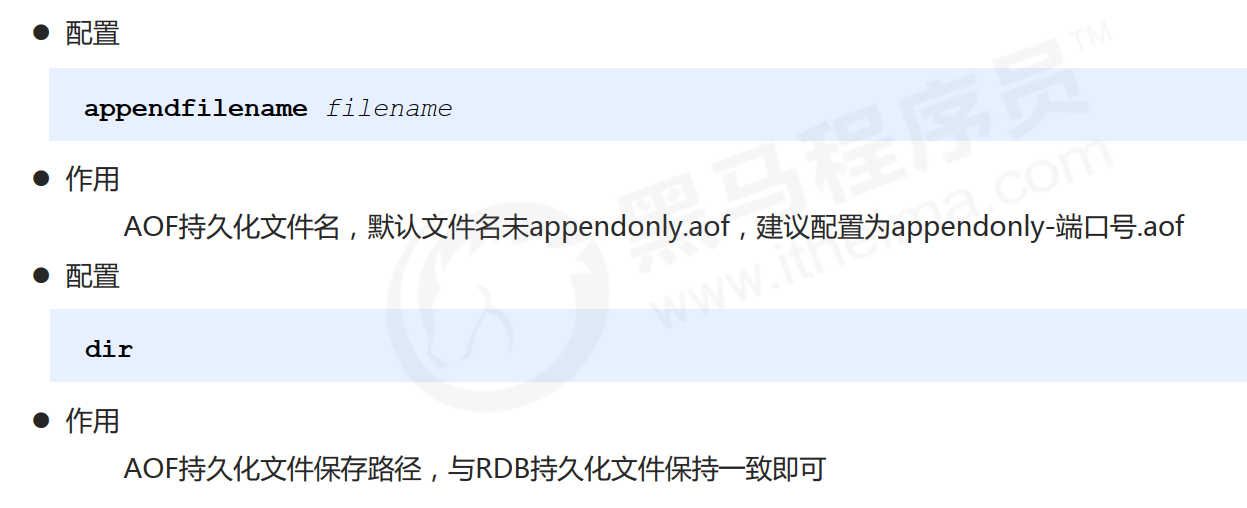 ● 配置
appendfilename filename
● 作用
AOF持久化文件名，默认文件名未appendonly.aof，建议配置为appendonly-端口号.aof
● 配置
dir
● 作用
AOF持久化文件保存路径，与RDB持久化文件保持一致即可
黑马程序员™
www.itheima.com